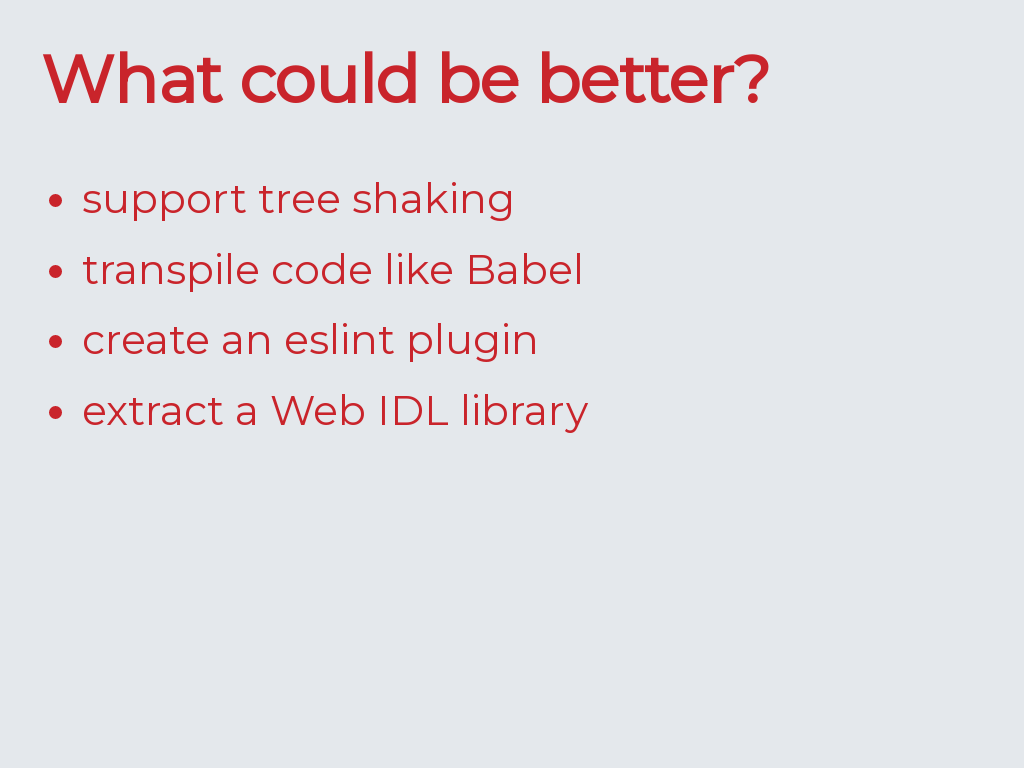 What could be better?
• support tree shaking
• transpile code like Babel
• create an eslint plugin
• extract a Web IDL library